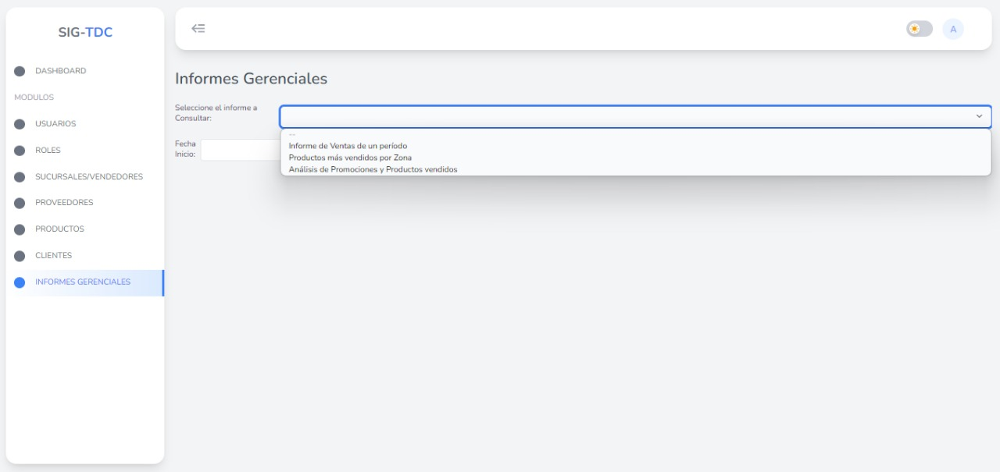 SIG-TDC
DASHBOARD
MODULOS
USUARIOS
ROLES
SUCURSALES/VENDEDORES
PROVEEDORES
PRODUCTOS
CLIENTES
INFORMES GERENCIALES
A
Informes Gerenciales
Seleccione el informe a
Consultar:
--
Informe de Ventas de un período
Productos más vendidos por Zona
Análisis de Promociones y Productos vendidos
Fecha
Inicio: